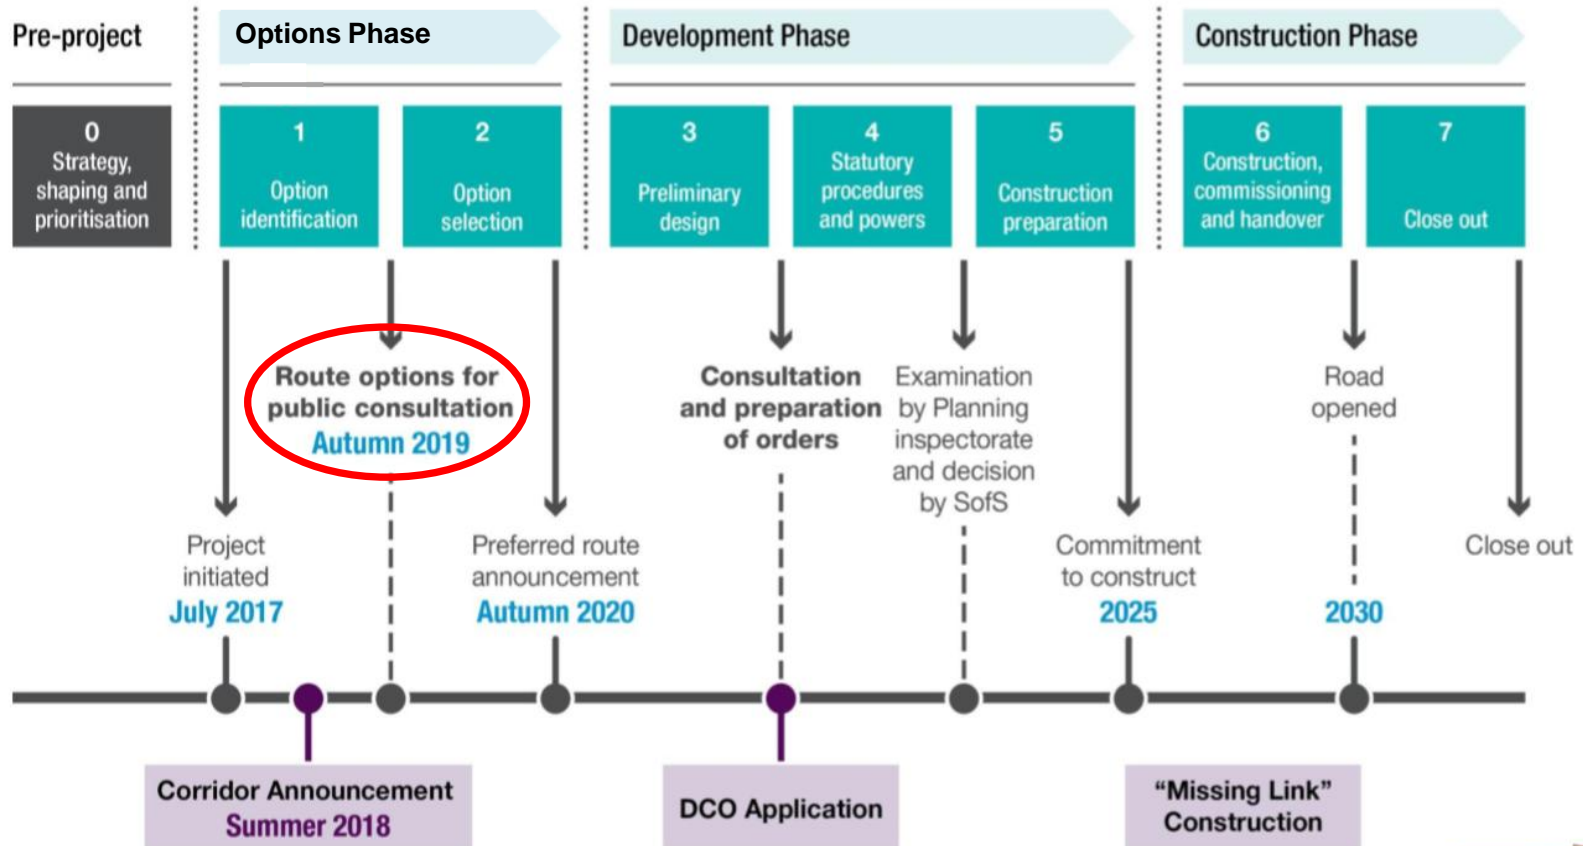 Pre-project
Options Phase
Development Phase
Construction Phase
0
Strategy,
shaping and
prioritisation
1
Option
identification
2
Option
selection
3
Preliminary
design
4
Statutory
procedures
and powers
5
Construction
preparation
6
Construction,
commissioning
and handover
7
Close out
Route options for
public consultation
Autumn 2019
Consultation
and preparation
of orders
Examination
by Planning
inspectorate
and decision
by SofS
Road
opened
Project
initiated
July 2017
Preferred route
announcement
Autumn 2020
Commitment
to construct
2025
2030
Close out
Corridor Announcement
Summer 2018
DCO Application
“Missing Link”
Construction